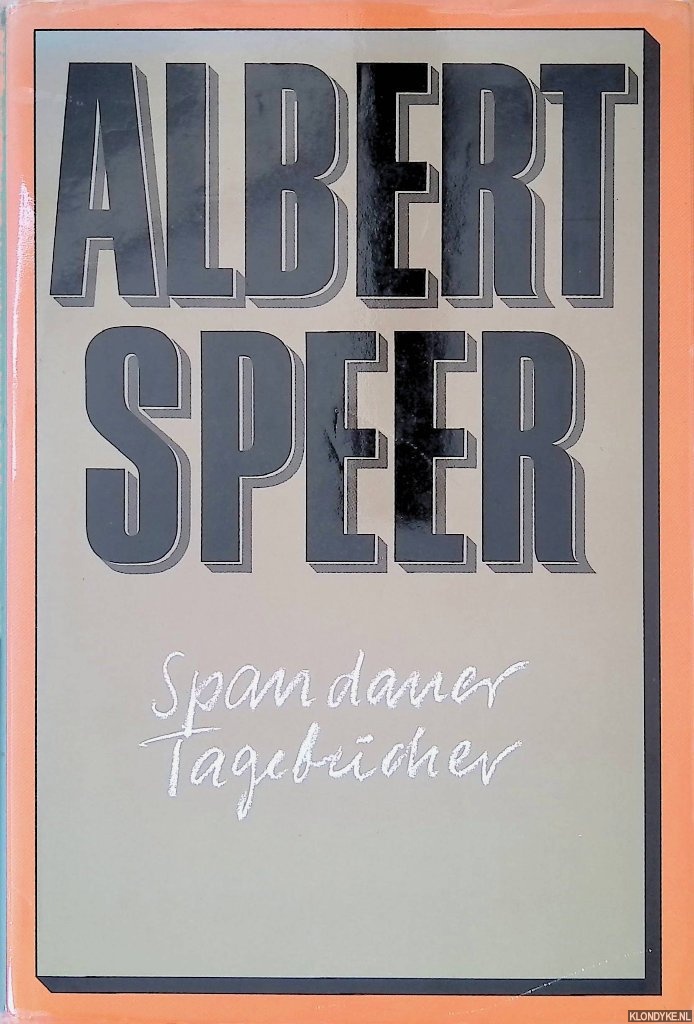 ALBERT
SPEER
Spandauer
Tagebücher
KLONDYKE.NL